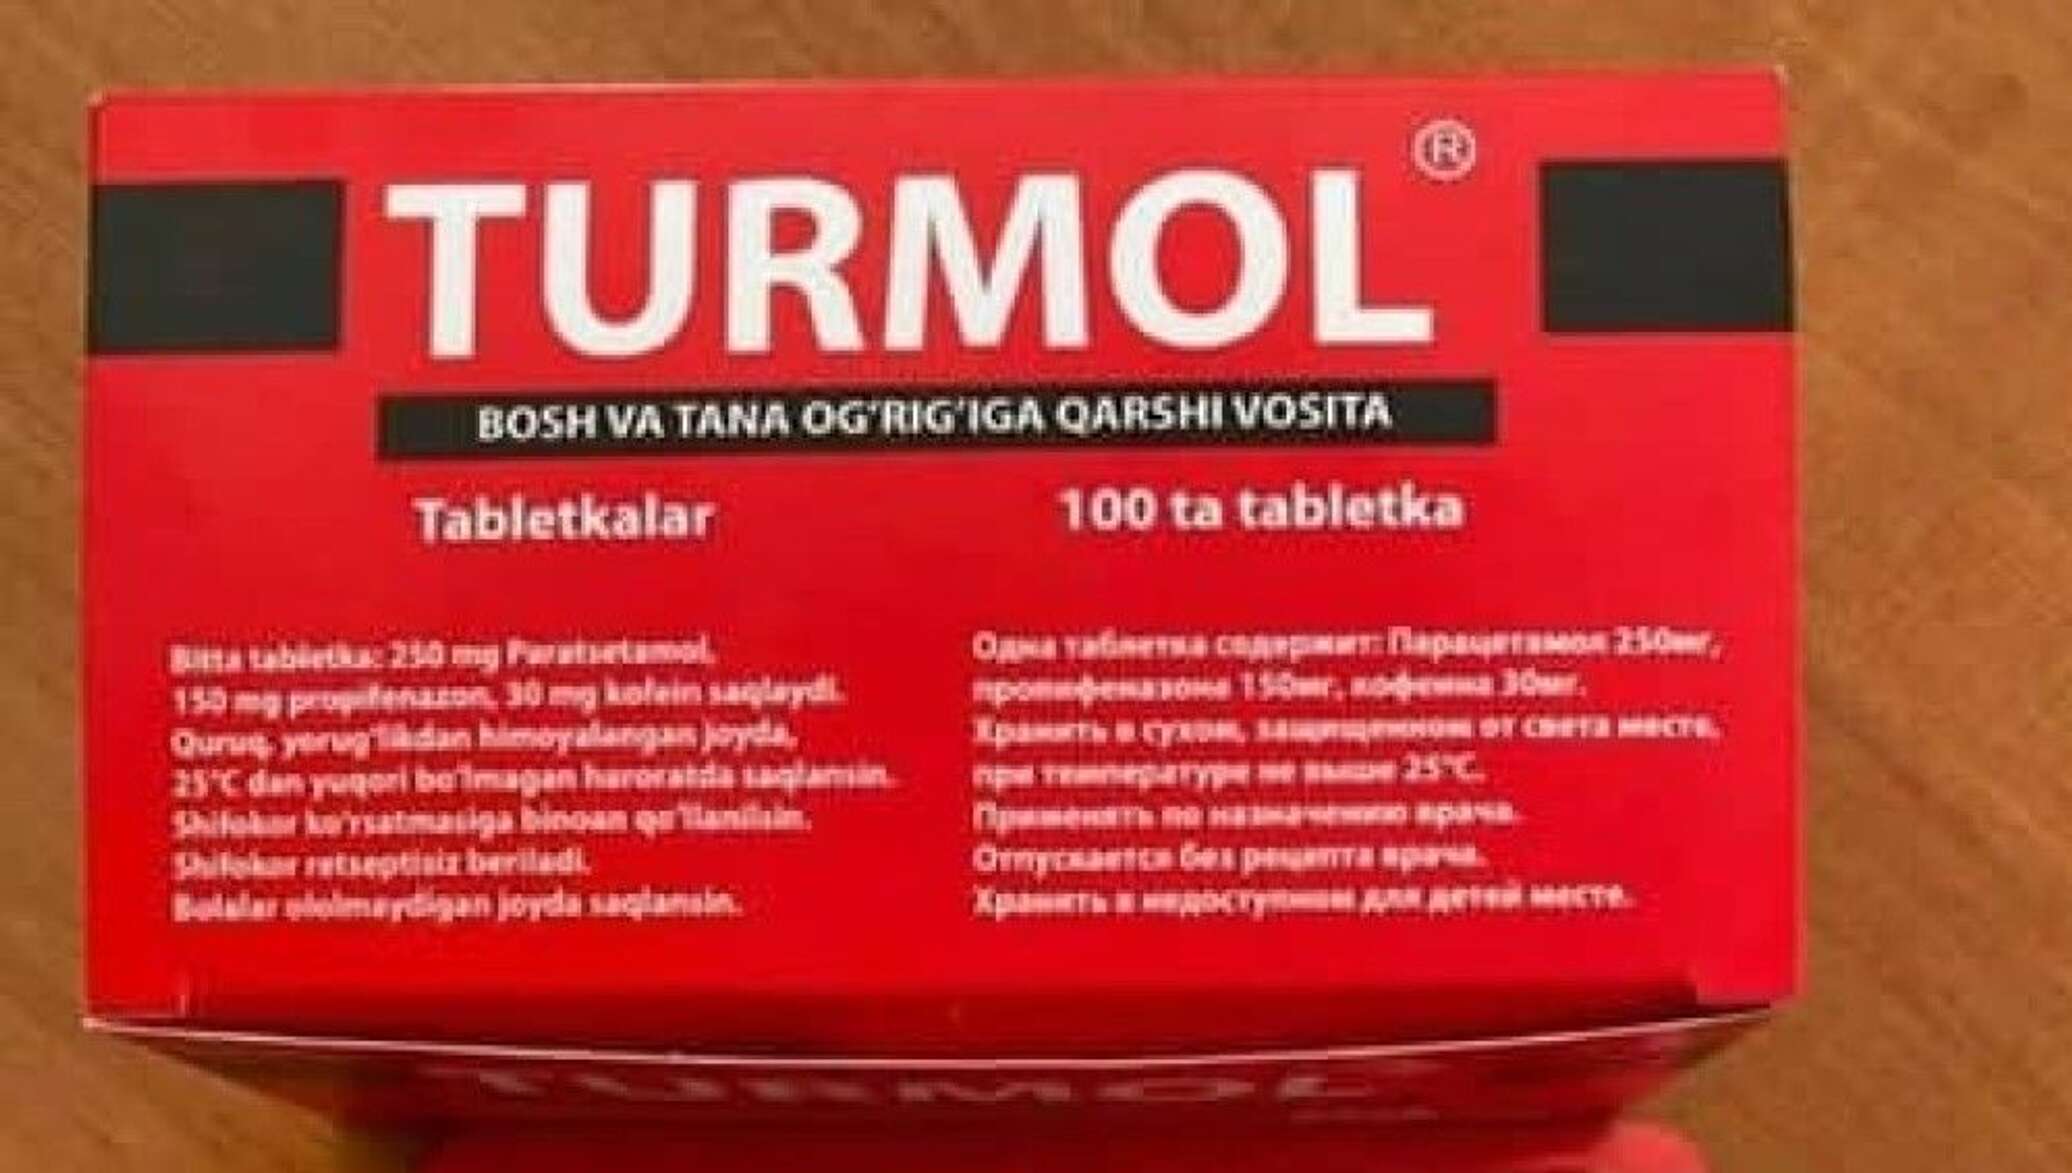 TURMOL®
BOSH VA TANA OG'RIG'IGA QARSHI VOSITA
Tabletkalar
100 ta tabletka
Bitta tabletka: 250 mg Paratsetamol,
150 mg propifenazon, 30 mg kofein saqlaydi.
Quruq, yorug'likdan himoyalangan joyda,
25°C dan yuqori bo'lmagan haroratda saqlansin.
Shifokor ko'rsatmasiga binoan qo'llanilsin.
Shifokor retseptisiz beriladi.
Bolalar ololmaydigan joyda saqlansin.
Одна таблетка содержит: Парацетамол 250мг,
пропифеназона 150мг, кофеина 30мг.
Хранить в сухом, защищенном от света месте,
при температуре не выше 25°С.
Применять по назначению врача.
Отпускается без рецепта врача.
Хранить в недоступном для детей месте.
TURMOL